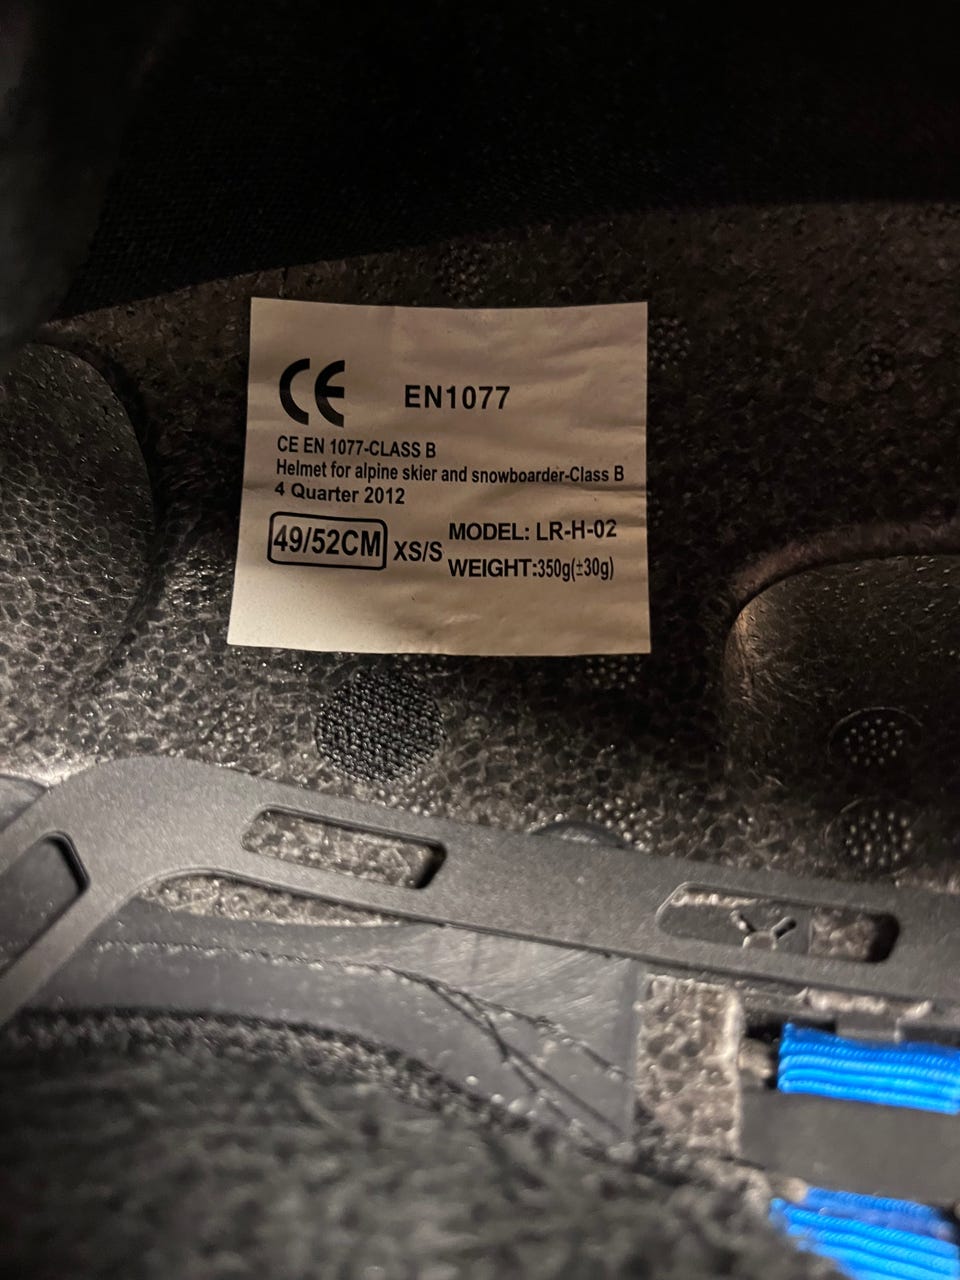 CE EN1077
CE EN 1077-CLASS B
Helmet for alpine skier and snowboarder-Class B
4 Quarter 2012
49/52CM XS/S MODEL: LR-H-02
WEIGHT:350g(±30g)